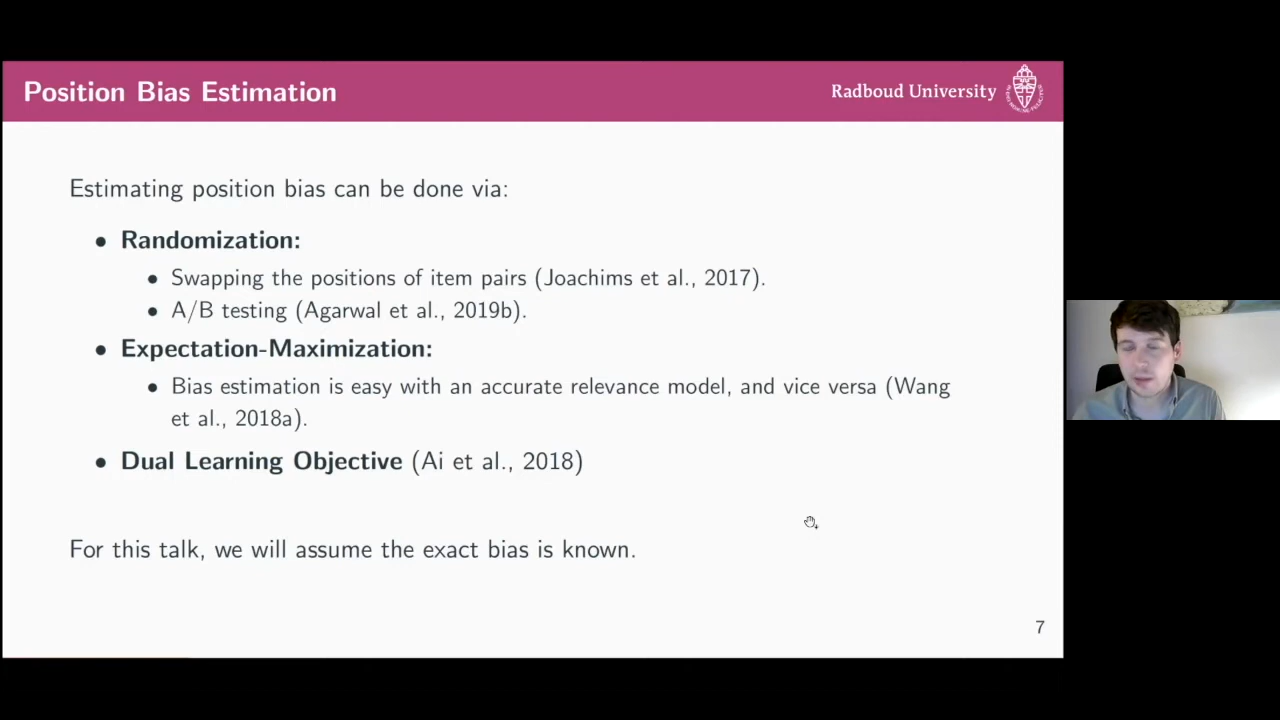 Position Bias Estimation
Radboud University
Estimating position bias can be done via:
• Randomization:
• Swapping the positions of item pairs (Joachims et al., 2017).
• A/B testing (Agarwal et al., 2019b).
• Expectation-Maximization:
• Bias estimation is easy with an accurate relevance model, and vice versa (Wang
et al., 2018a).
• Dual Learning Objective (Ai et al., 2018)
For this talk, we will assume the exact bias is known.
7